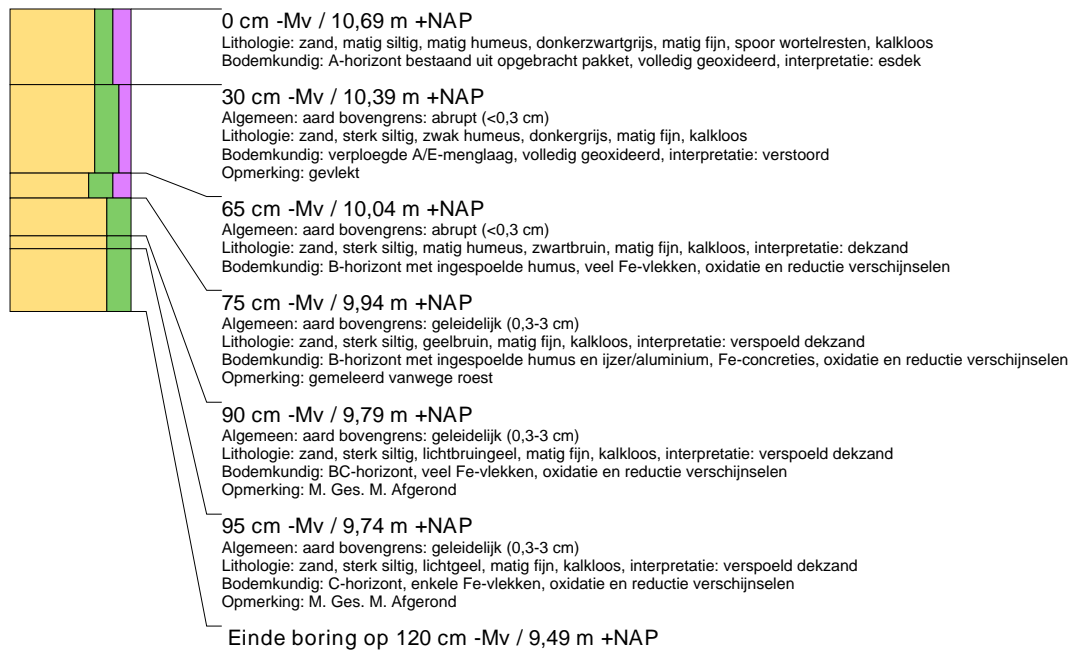 0 cm -Mv / 10,69 m +NAP
Lithologie: zand, matig siltig, matig humeus, donkerzwartgrijs, matig fijn, spoor wortelresten, kalkloos
Bodemkundig: A-horizont bestaand uit opgebracht pakket, volledig geoxideerd, interpretatie: esdek
30 cm -Mv / 10,39 m +NAP
Algemeen: aard bovengrens: abrupt (<0,3 cm)
Lithologie: zand, sterk siltig, zwak humeus, donkergrijs, matig fijn, kalkloos
Bodemkundig: verploegde A/E-menglaag, volledig geoxideerd, interpretatie: verstoord
Opmerking: gevlekt
65 cm -Mv / 10,04 m +NAP
Algemeen: aard bovengrens: abrupt (<0,3 cm)
Lithologie: zand, sterk siltig, matig humeus, zwartbruin, matig fijn, kalkloos, interpretatie: dekzand
Bodemkundig: B-horizont met ingespoelde humus, veel Fe-vlekken, oxidatie en reductie verschijnselen
75 cm -Mv / 9,94 m +NAP
Algemeen: aard bovengrens: geleidelijk (0,3-3 cm)
Lithologie: zand, sterk siltig, geelbruin, matig fijn, kalkloos, interpretatie: verspoeld dekzand
Bodemkundig: B-horizont met ingespoelde humus en ijzer/aluminium, Fe-concreties, oxidatie en reductie verschijnselen
Opmerking: gemeleerd vanwege roest
90 cm -Mv / 9,79 m +NAP
Algemeen: aard bovengrens: geleidelijk (0,3-3 cm)
Lithologie: zand, sterk siltig, lichtbruingeel, matig fijn, kalkloos, interpretatie: verspoeld dekzand
Bodemkundig: BC-horizont, veel Fe-vlekken, oxidatie en reductie verschijnselen
Opmerking: M. Ges. M. Afgerond
95 cm -Mv / 9,74 m +NAP
Algemeen: aard bovengrens: geleidelijk (0,3-3 cm)
Lithologie: zand, sterk siltig, lichtgeel, matig fijn, kalkloos, interpretatie: verspoeld dekzand
Bodemkundig: C-horizont, enkele Fe-vlekken, oxidatie en reductie verschijnselen
Opmerking: M. Ges. M. Afgerond
Einde boring op 120 cm -Mv / 9,49 m +NAP